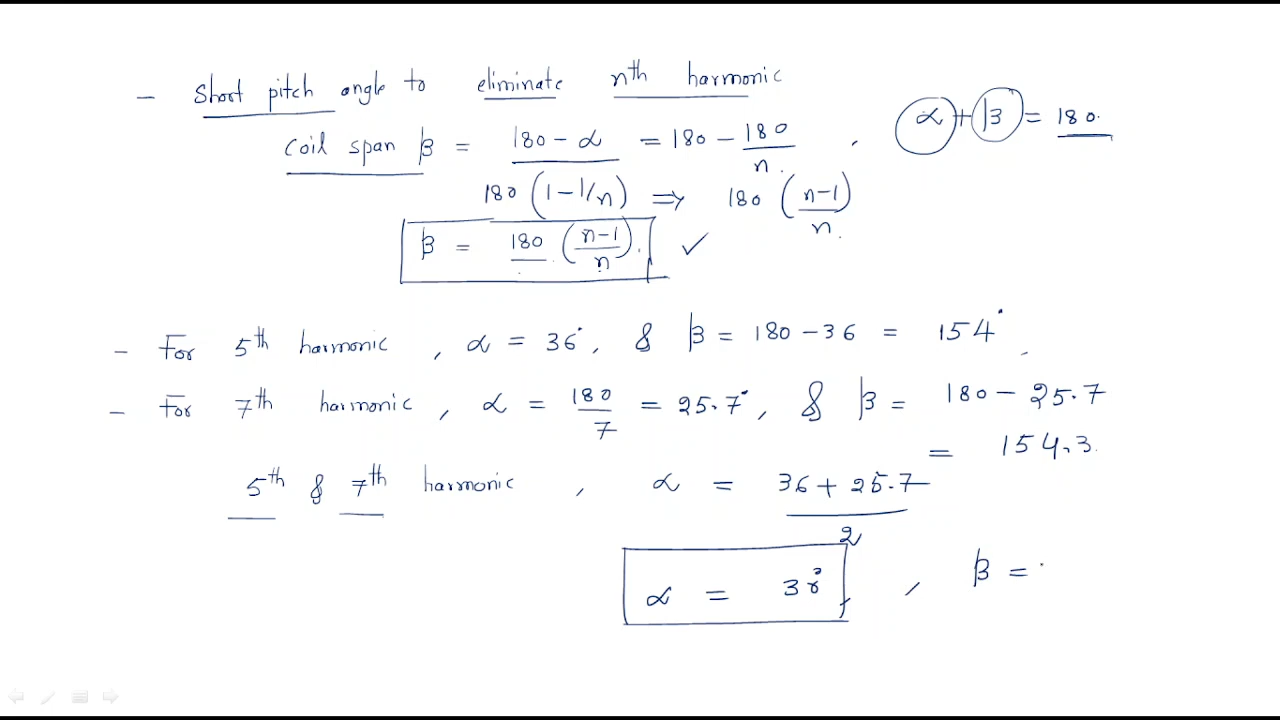 - Short pitch angle to eliminate nth harmonic
coil span β = 180 - α = 180 - 180/n , α + β = 180.
180 (1 - 1/n) ⇒ 180 (n-1/n)
β = 180 (n-1/n). ✓
- For 5th harmonic , α = 36°, & β = 180 - 36 = 154°,
- For 7th harmonic , α = 180/7 = 25.7°, & β = 180 - 25.7
= 154.3.
5th & 7th harmonic , α = 36 + 25.7/2
α = 30° , β =